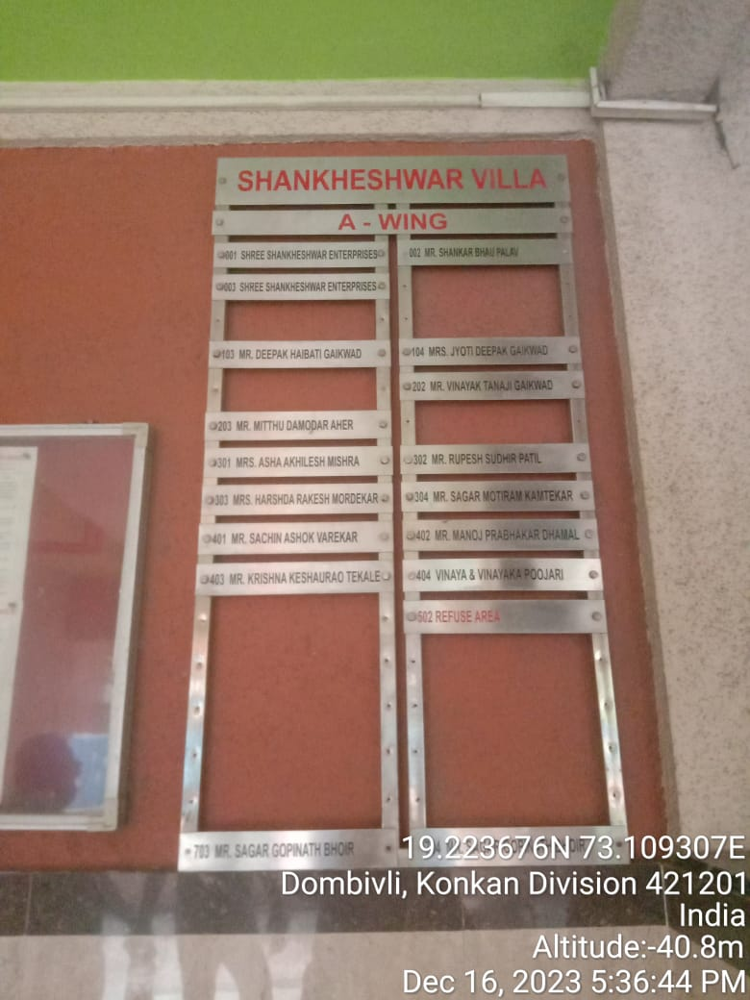 SHANKHESHWAR VILLA
A - WING
001 SHREE SHANKHESHWAR ENTERPRISES
002 MR. SHANKAR BHAU PALAV
003 SHREE SHANKHESHWAR ENTERPRISES
103 MR. DEEPAK HAIBATI GAIKWAD
104 MRS. JYOTI DEEPAK GAIKWAD
202 MR. VINAYAK TANAJI GAIKWAD
203 MR. MITTHU DAMODAR AHER
301 MRS. ASHA AKHILESH MISHRA
302 MR. RUPESH SUDHIR PATIL
303 MRS. HARSHDA RAKESH MORDEKAR
304 MR. SAGAR MOTIRAM KAMTEKAR
401 MR. SACHIN ASHOK VAREKAR
402 MR. MANOJ PRABHAKAR DHAMAL
403 MR. KRISHNA KESHAURAO TEKALE
404 VINAYA & VINAYAKA POOJARI
502 REFUSE AREA
703 MR. SAGAR GOPINATH BHOIR
19.223676N 73.109307E
Dombivli, Konkan Division 421201
India
Altitude:-40.8m
Dec 16, 2023 5:36:44 PM